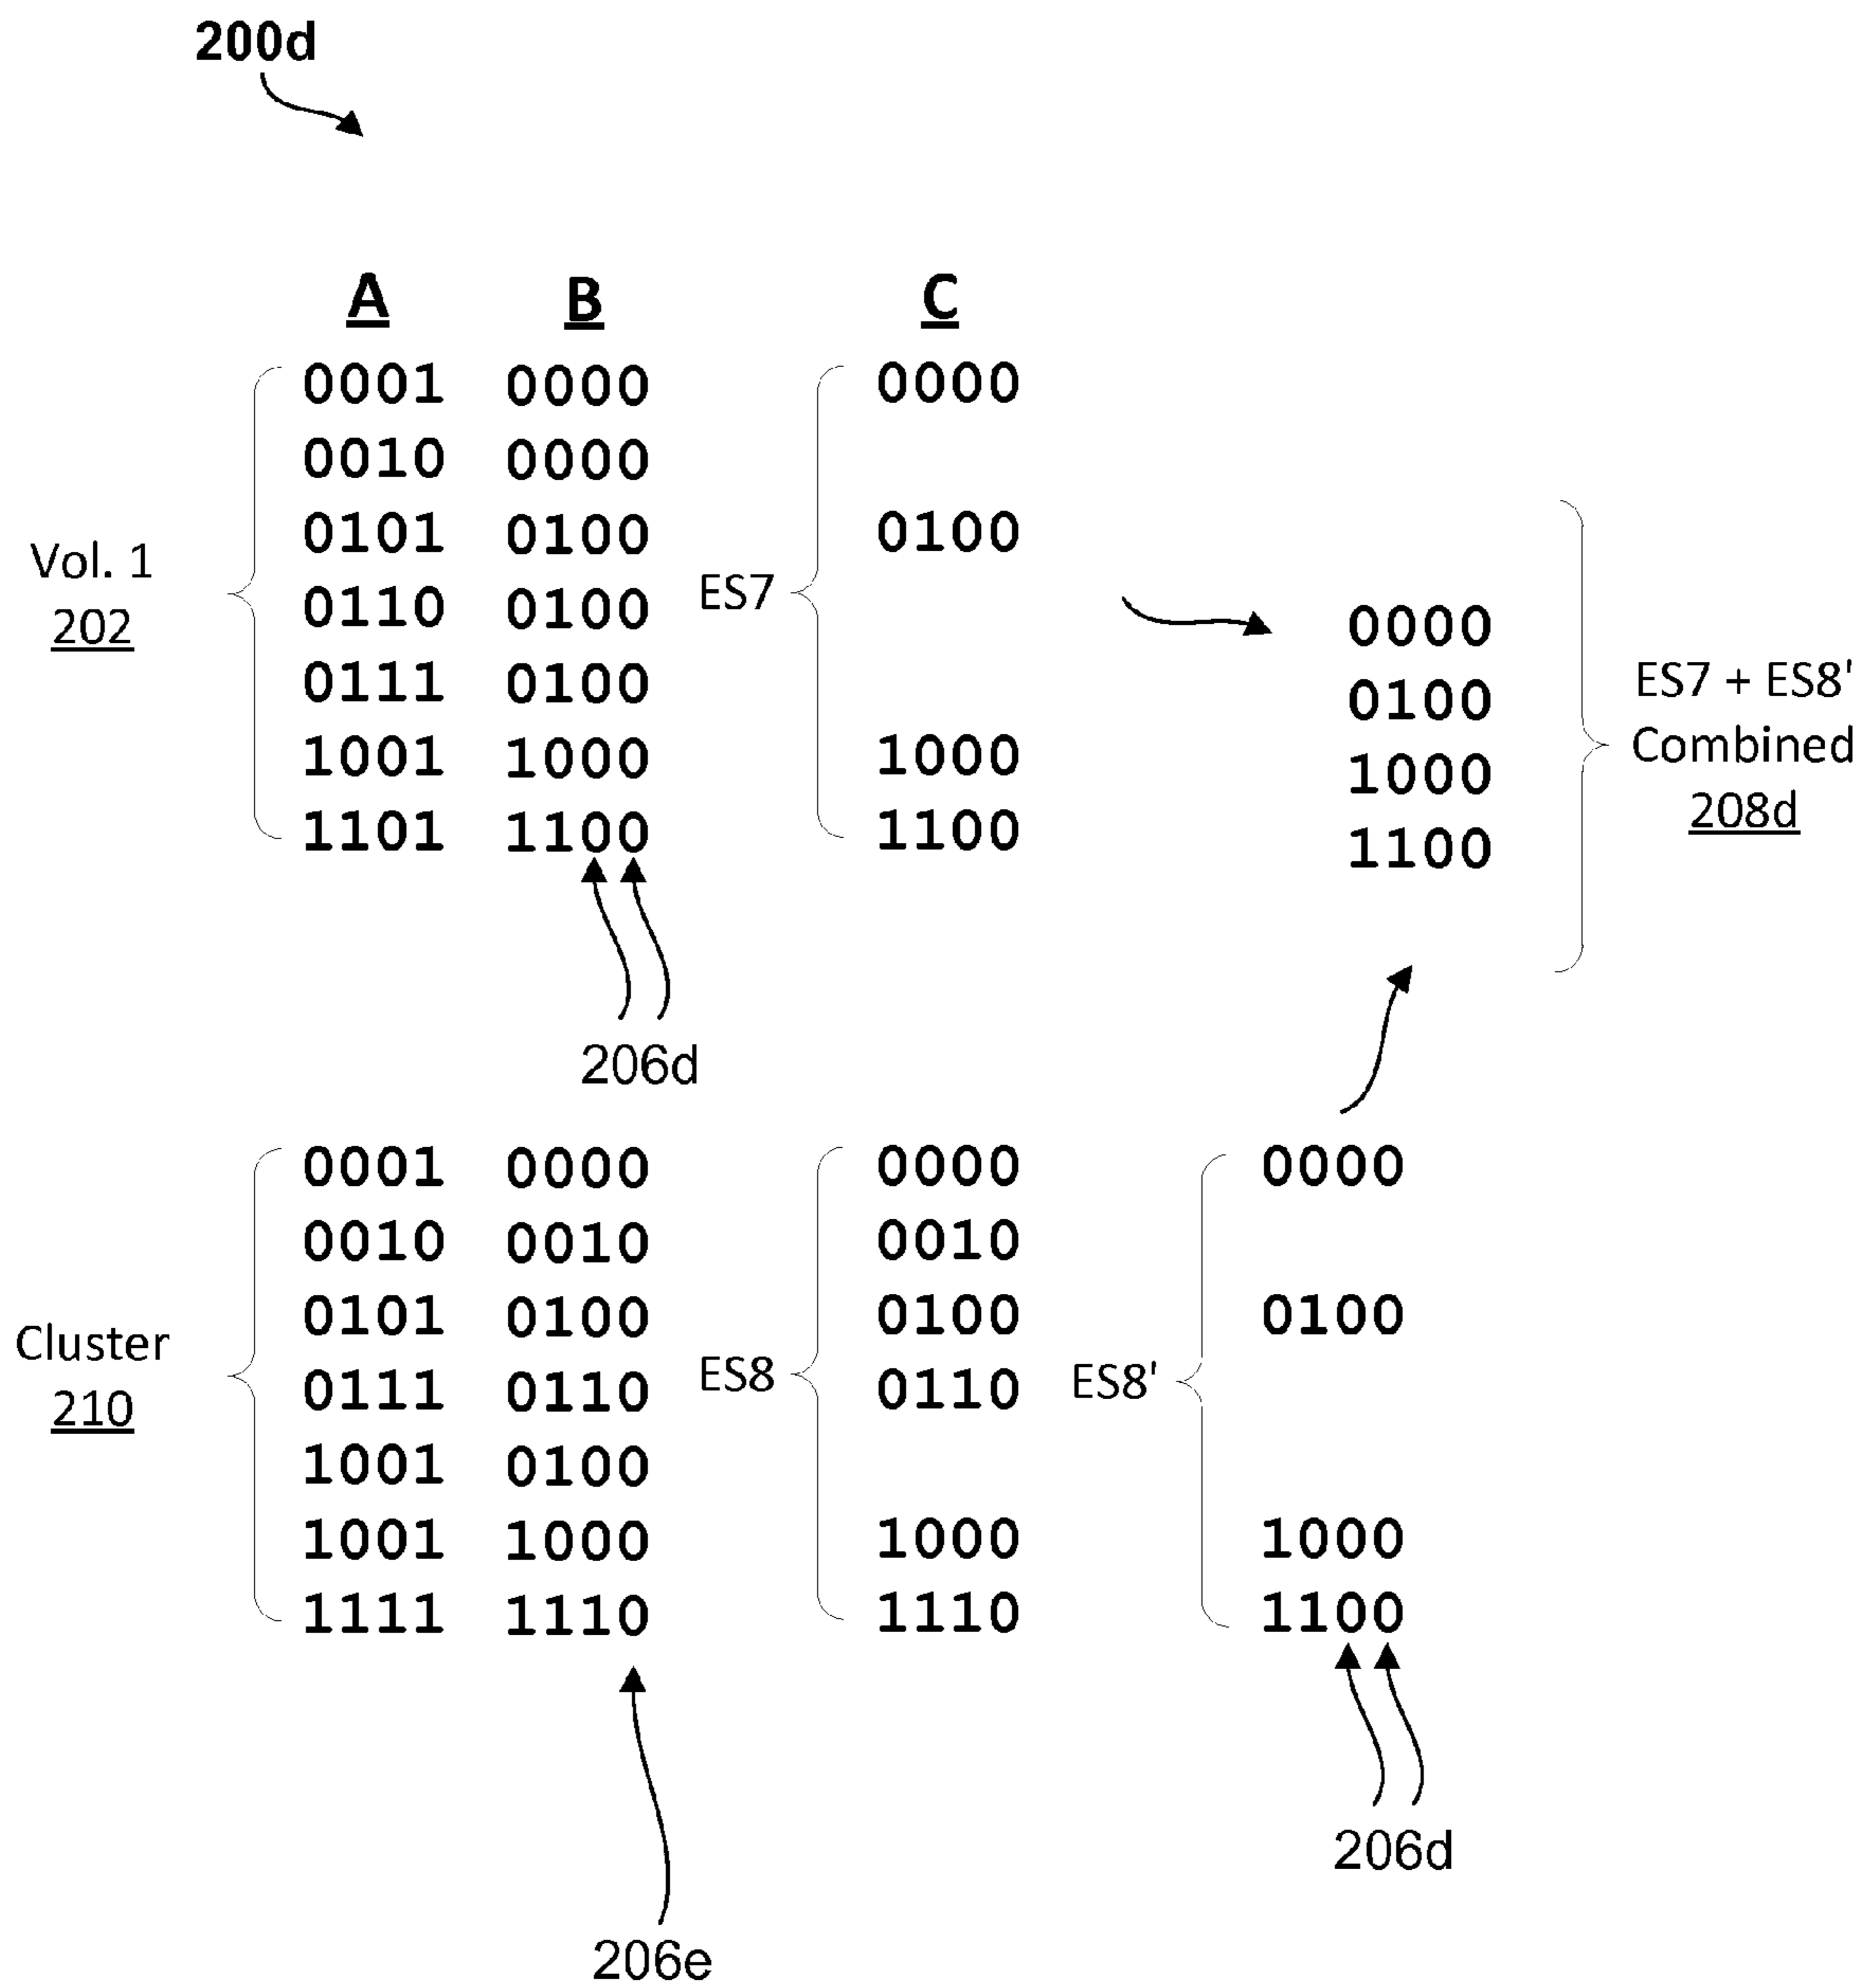 200d
A B C
0001 0000 0000
0010 0000
0101 0100 0100
0110 0100
0111 0100
1001 1000 1000
1101 1100 1100
Vol. 1
202
ES7
206d
0000
0100
1000
1100
ES7 + ES8'
Combined
208d
0001 0000 0000 0000
0010 0010 0010
0101 0100 0100 0100
0111 0110 0110
1001 0100
1001 1000 1000 1000
1111 1110 1110 1100
Cluster
210
ES8
ES8'
206d
206e